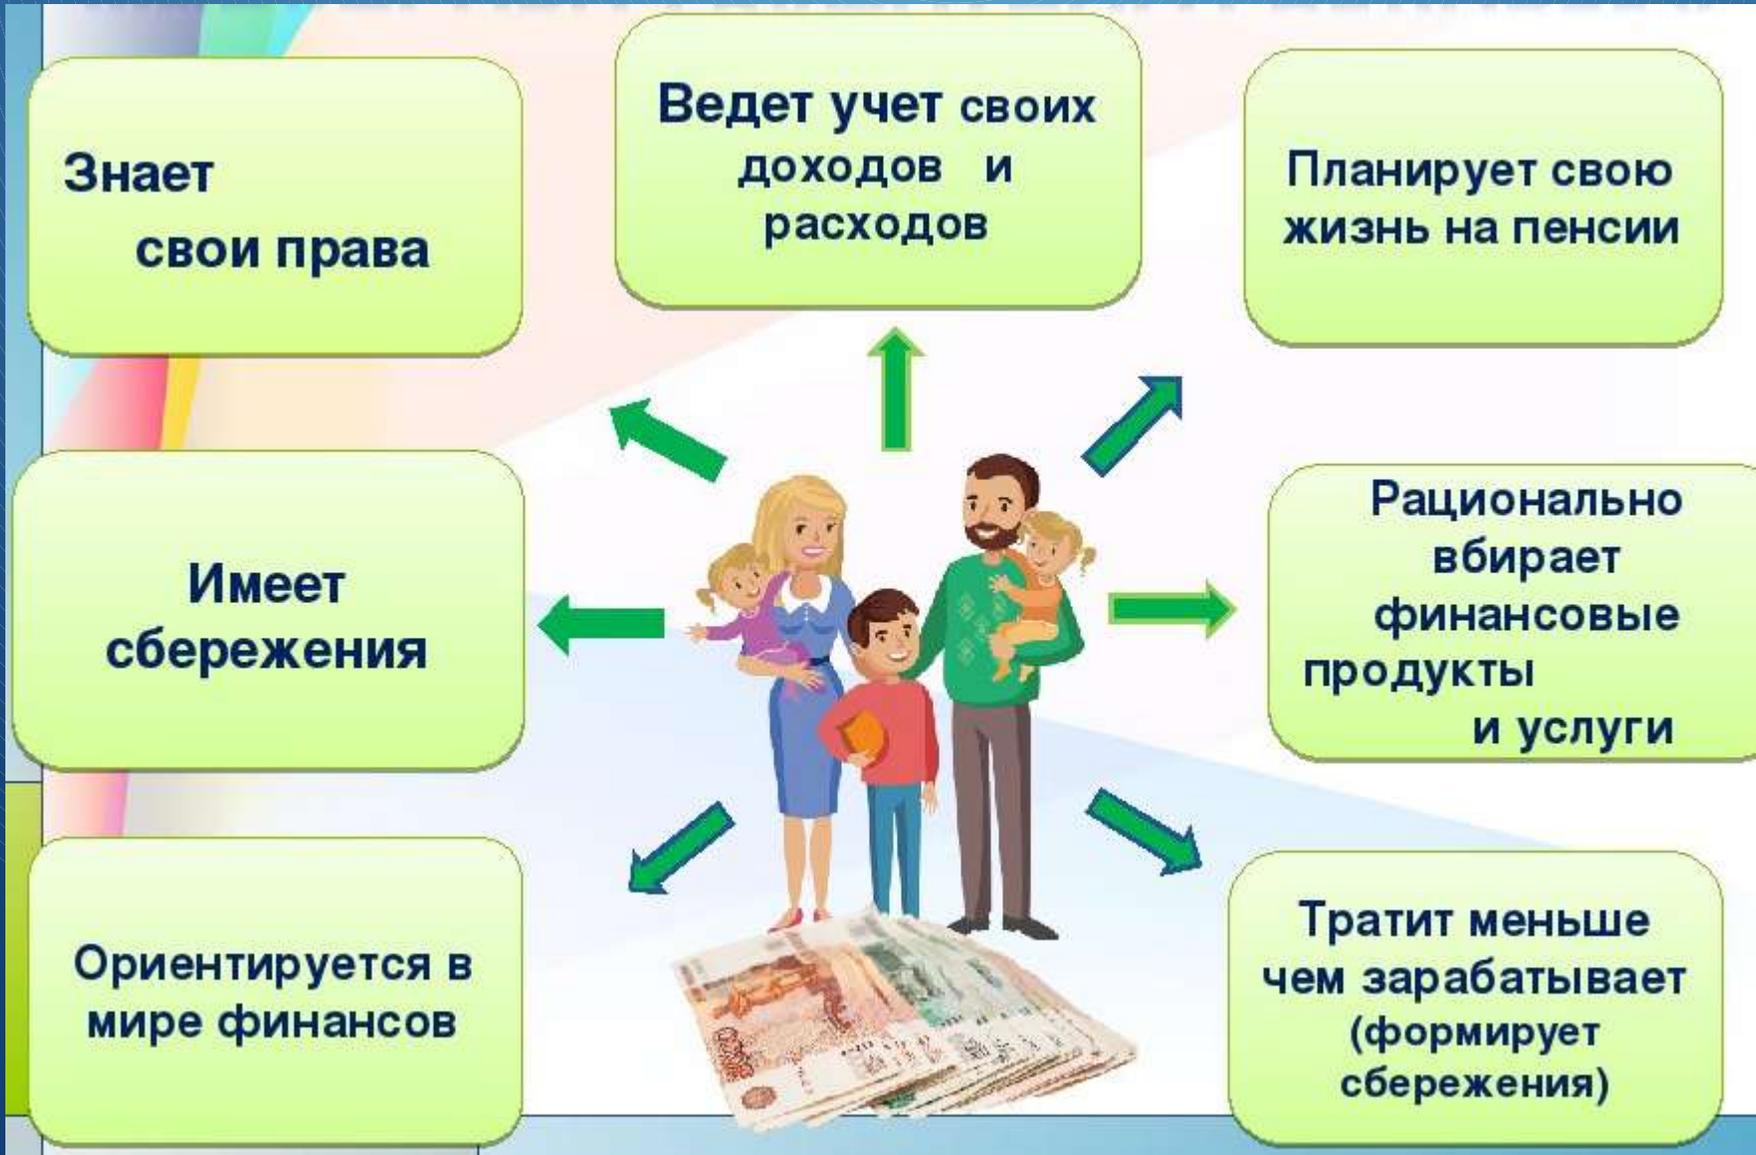 Знает
свои права
Ведет учет своих
доходов и
расходов
Планирует свою
жизнь на пенсии
Имеет
сбережения
Рационально
вбирает
финансовые
продукты
и услуги
Ориентируется в
мире финансов
Тратит меньше
чем зарабатывает
(формирует
сбережения)